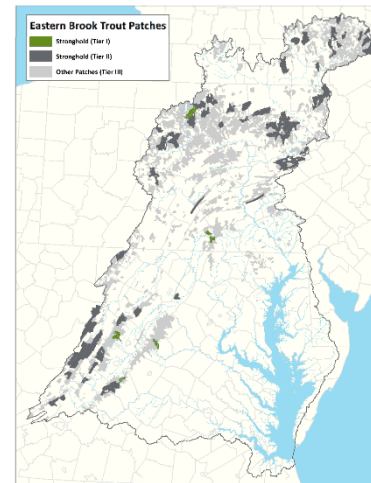 Eastern Brook Trout Patches
Stronghold (Tier I)
Stronghold (Tier II)
Other Patches (Tier III)